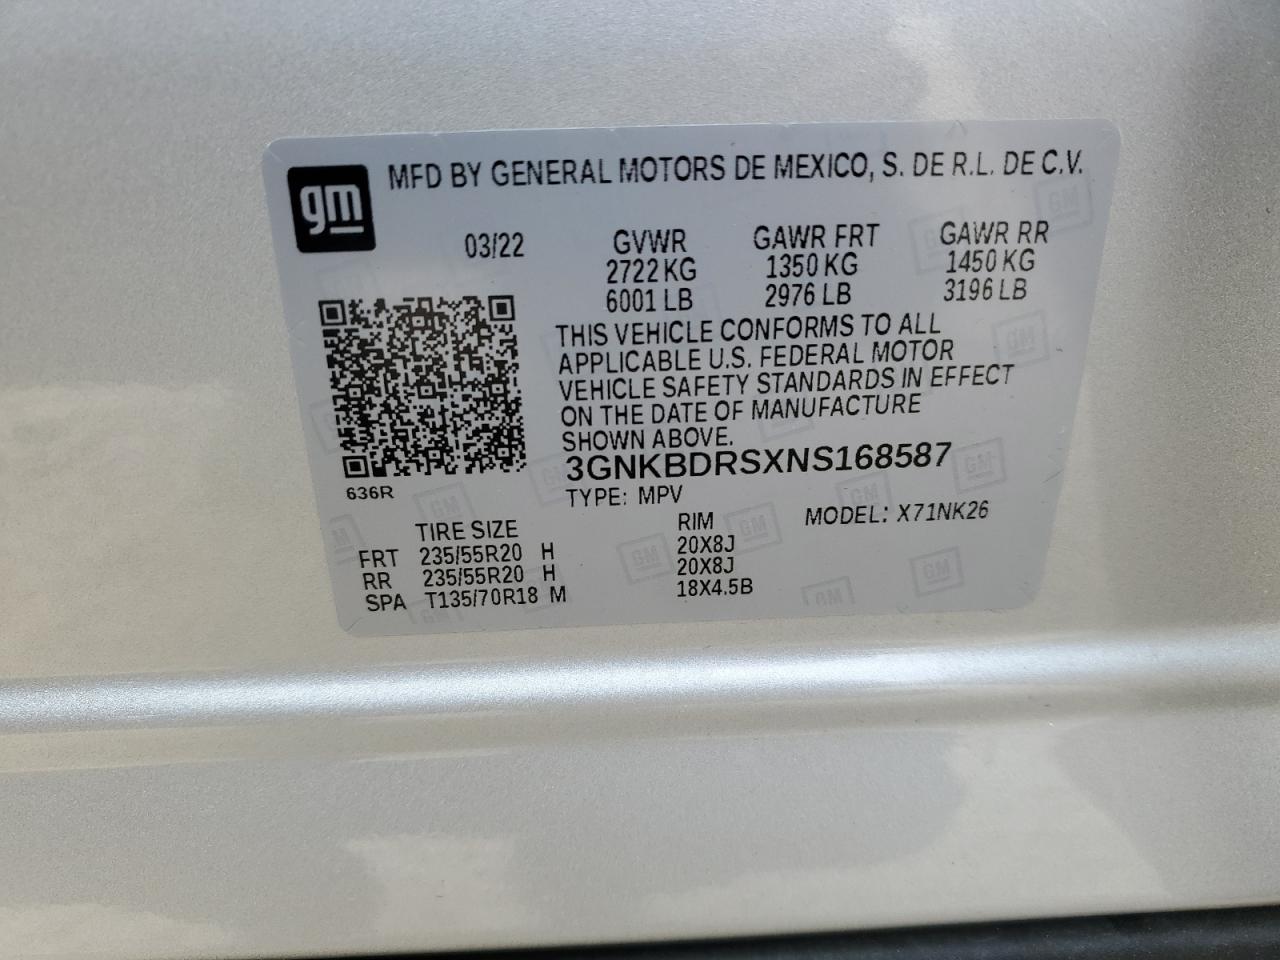 gm
MFD BY GENERAL MOTORS DE MEXICO, S. DE R.L. DE C.V.
03/22 GVWR GAWR FRT GAWR RR
2722 KG 1350 KG 1450 KG
6001 LB 2976 LB 3196 LB
THIS VEHICLE CONFORMS TO ALL
APPLICABLE U.S. FEDERAL MOTOR
VEHICLE SAFETY STANDARDS IN EFFECT
ON THE DATE OF MANUFACTURE
SHOWN ABOVE.
3GNKBDRSXNS168587
636R
TYPE: MPV
MODEL: X71NK26
TIRE SIZE RIM
FRT 235/55R20 H 20X8J
RR 235/55R20 H 20X8J
SPA T135/70R18 M 18X4.5B